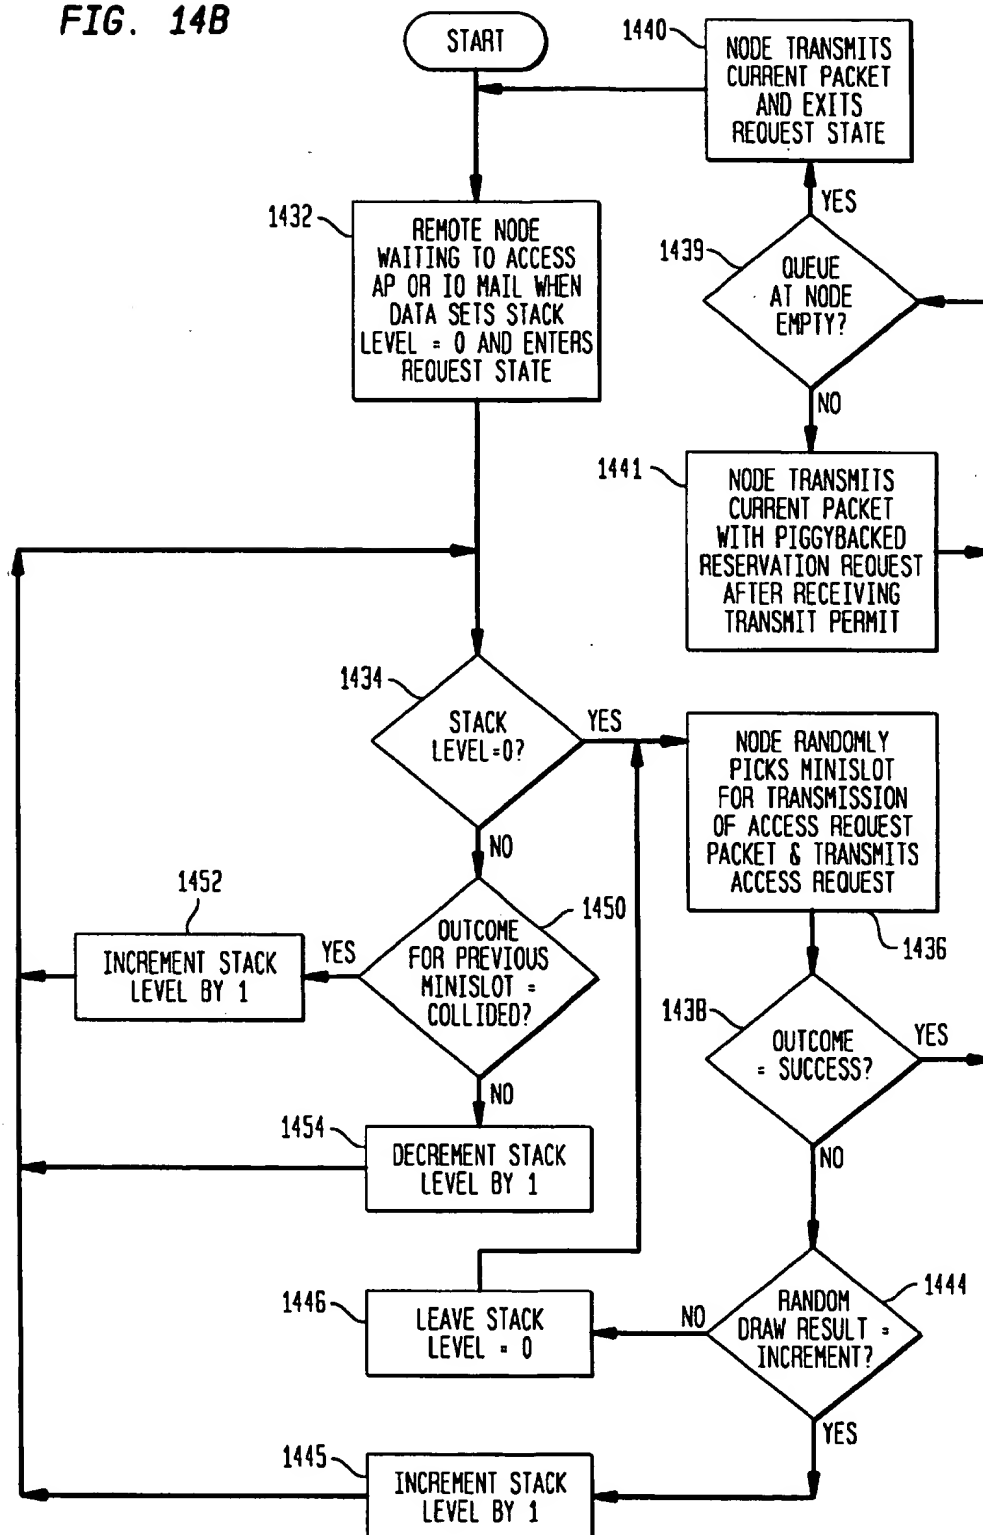 FIG. 14B
START
1440
NODE TRANSMITS
CURRENT PACKET
AND EXITS
REQUEST STATE
YES
1432
REMOTE NODE
WAITING TO ACCESS
AP OR IO MAIL WHEN
DATA SETS STACK
LEVEL = 0 AND ENTERS
REQUEST STATE
1439
QUEUE
AT NODE
EMPTY?
NO
1441
NODE TRANSMITS
CURRENT PACKET
WITH PIGGYBACKED
RESERVATION REQUEST
AFTER RECEIVING
TRANSMIT PERMIT
1434
STACK
LEVEL=0?
YES
NO
NODE RANDOMLY
PICKS MINISLOT
FOR TRANSMISSION
OF ACCESS REQUEST
PACKET & TRANSMITS
ACCESS REQUEST
1436
1452
INCREMENT STACK
LEVEL BY 1
YES
1450
OUTCOME
FOR PREVIOUS
MINISLOT =
COLLIDED?
NO
1438
OUTCOME
= SUCCESS?
YES
NO
1454
DECREMENT STACK
LEVEL BY 1
1446
LEAVE STACK
LEVEL = 0
NO
1444
RANDOM
DRAW RESULT =
INCREMENT?
YES
1445
INCREMENT STACK
LEVEL BY 1